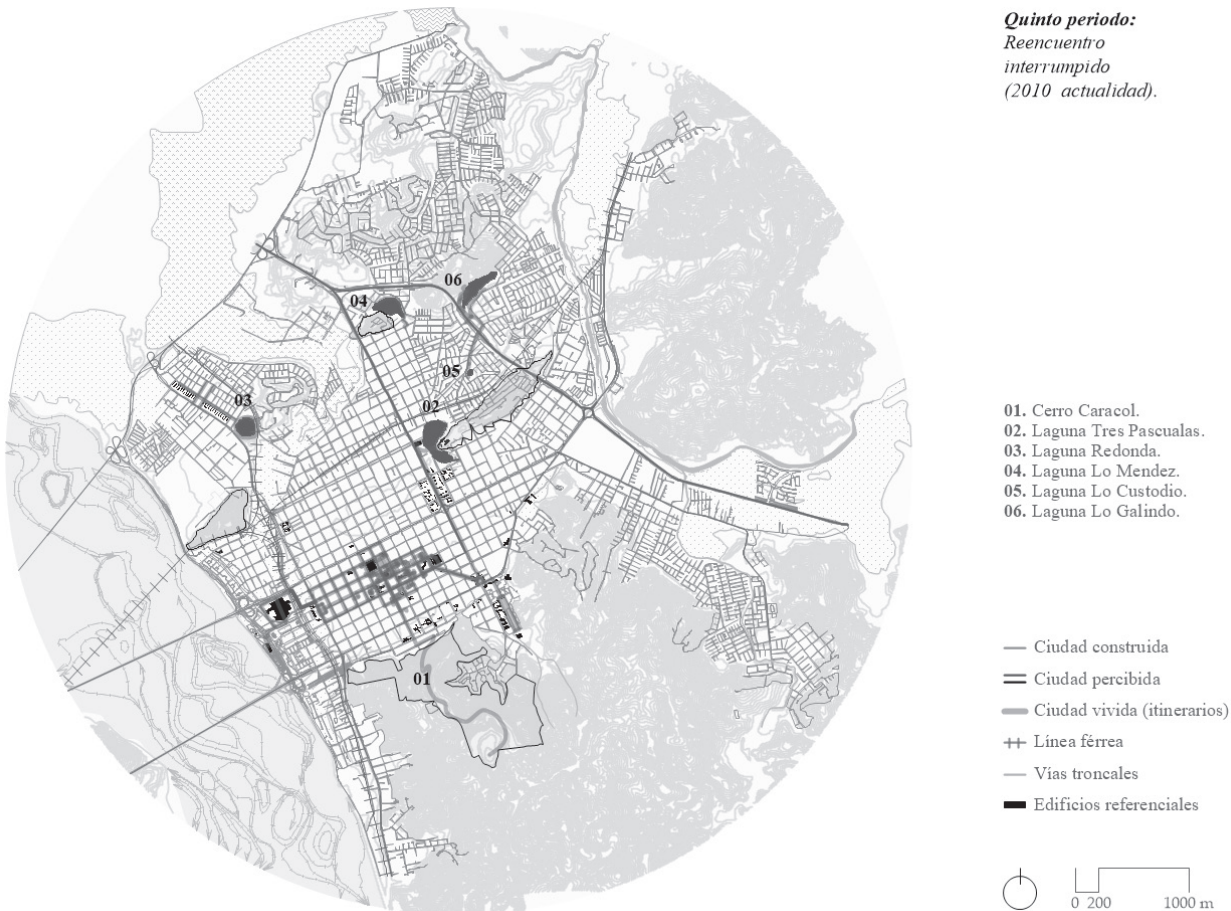 Quinto periodo:
Reencuentro
interrumpido
(2010 actualidad).
06
04
05
03
02
01
01. Cerro Caracol.
02. Laguna Tres Pascualas.
03. Laguna Redonda.
04. Laguna Lo Mendez.
05. Laguna Lo Custodio.
06. Laguna Lo Galindo.
Ciudad construida
Ciudad percibida
Ciudad vivida (itinerarios)
Línea férrea
Vías troncales
Edificios referenciales
0 200 1000 m